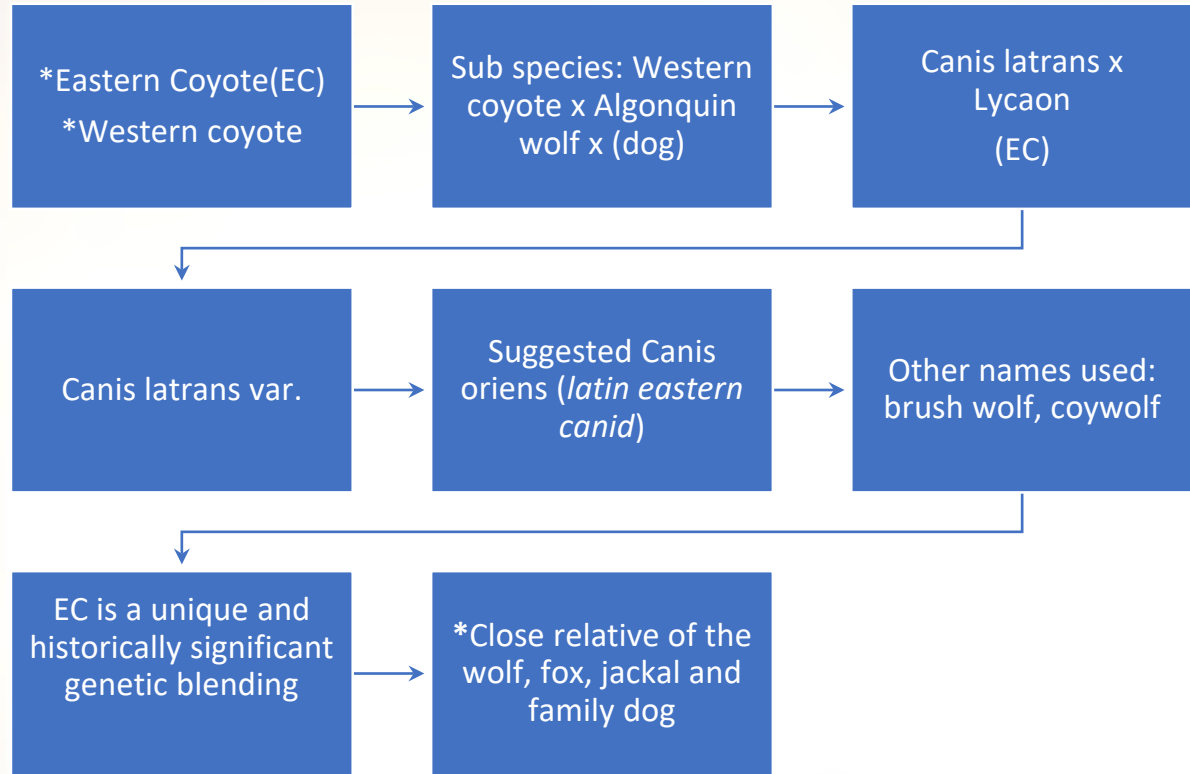 *Eastern Coyote(EC)
*Western coyote
Sub species: Western
coyote x Algonquin
wolf x (dog)
Canis latrans x
Lycaon
(EC)
Canis latrans var.
Suggested Canis
oriens (latin eastern
canid)
Other names used:
brush wolf, coywolf
EC is a unique and
historically significant
genetic blending
*Close relative of the
wolf, fox, jackal and
family dog